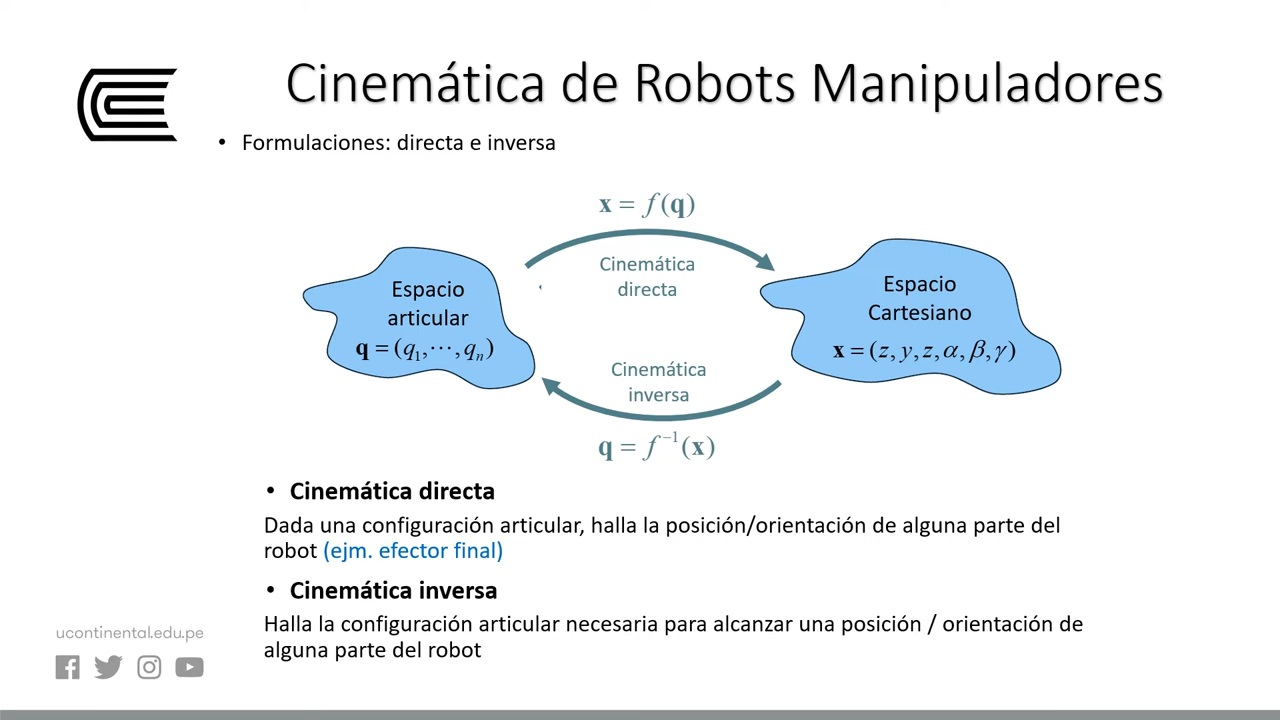 Cinemática de Robots Manipuladores
• Formulaciones: directa e inversa
x = f(q)
Cinemática
directa
Espacio
articular
q = (q₁,⋯,qₙ)
Espacio
Cartesiano
x = (z, y, z, α, β, γ)
Cinemática
inversa
q = f⁻¹(x)
• Cinemática directa
Dada una configuración articular, halla la posición/orientación de alguna parte del
robot (ejm. efector final)
• Cinemática inversa
Halla la configuración articular necesaria para alcanzar una posición / orientación de
alguna parte del robot
ucontinental.edu.pe